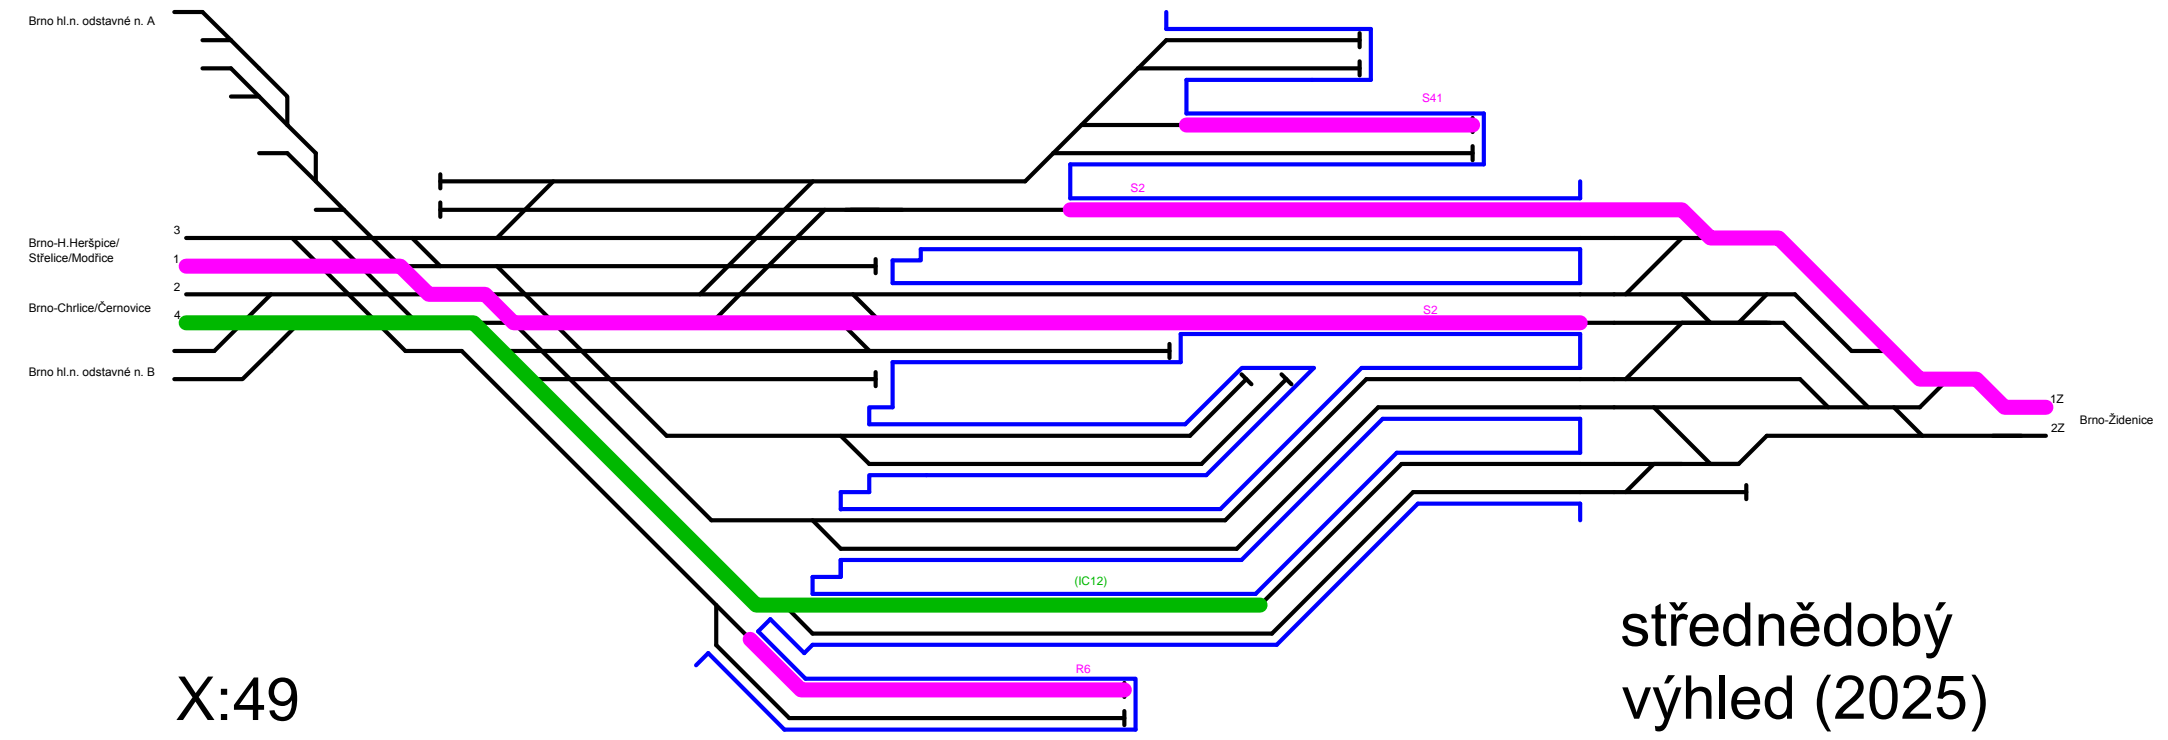 Brno hl.n. odstavné n. A
S41
S2
3
Brno-H.Heršpice/
Střelice/Modřice
1
2
Brno-Chrlice/Černovice
4
S2
Brno hl.n. odstavné n. B
1Z
Brno-Židenice
2Z
(IC12)
R6
střednědobý
výhled (2025)
X:49